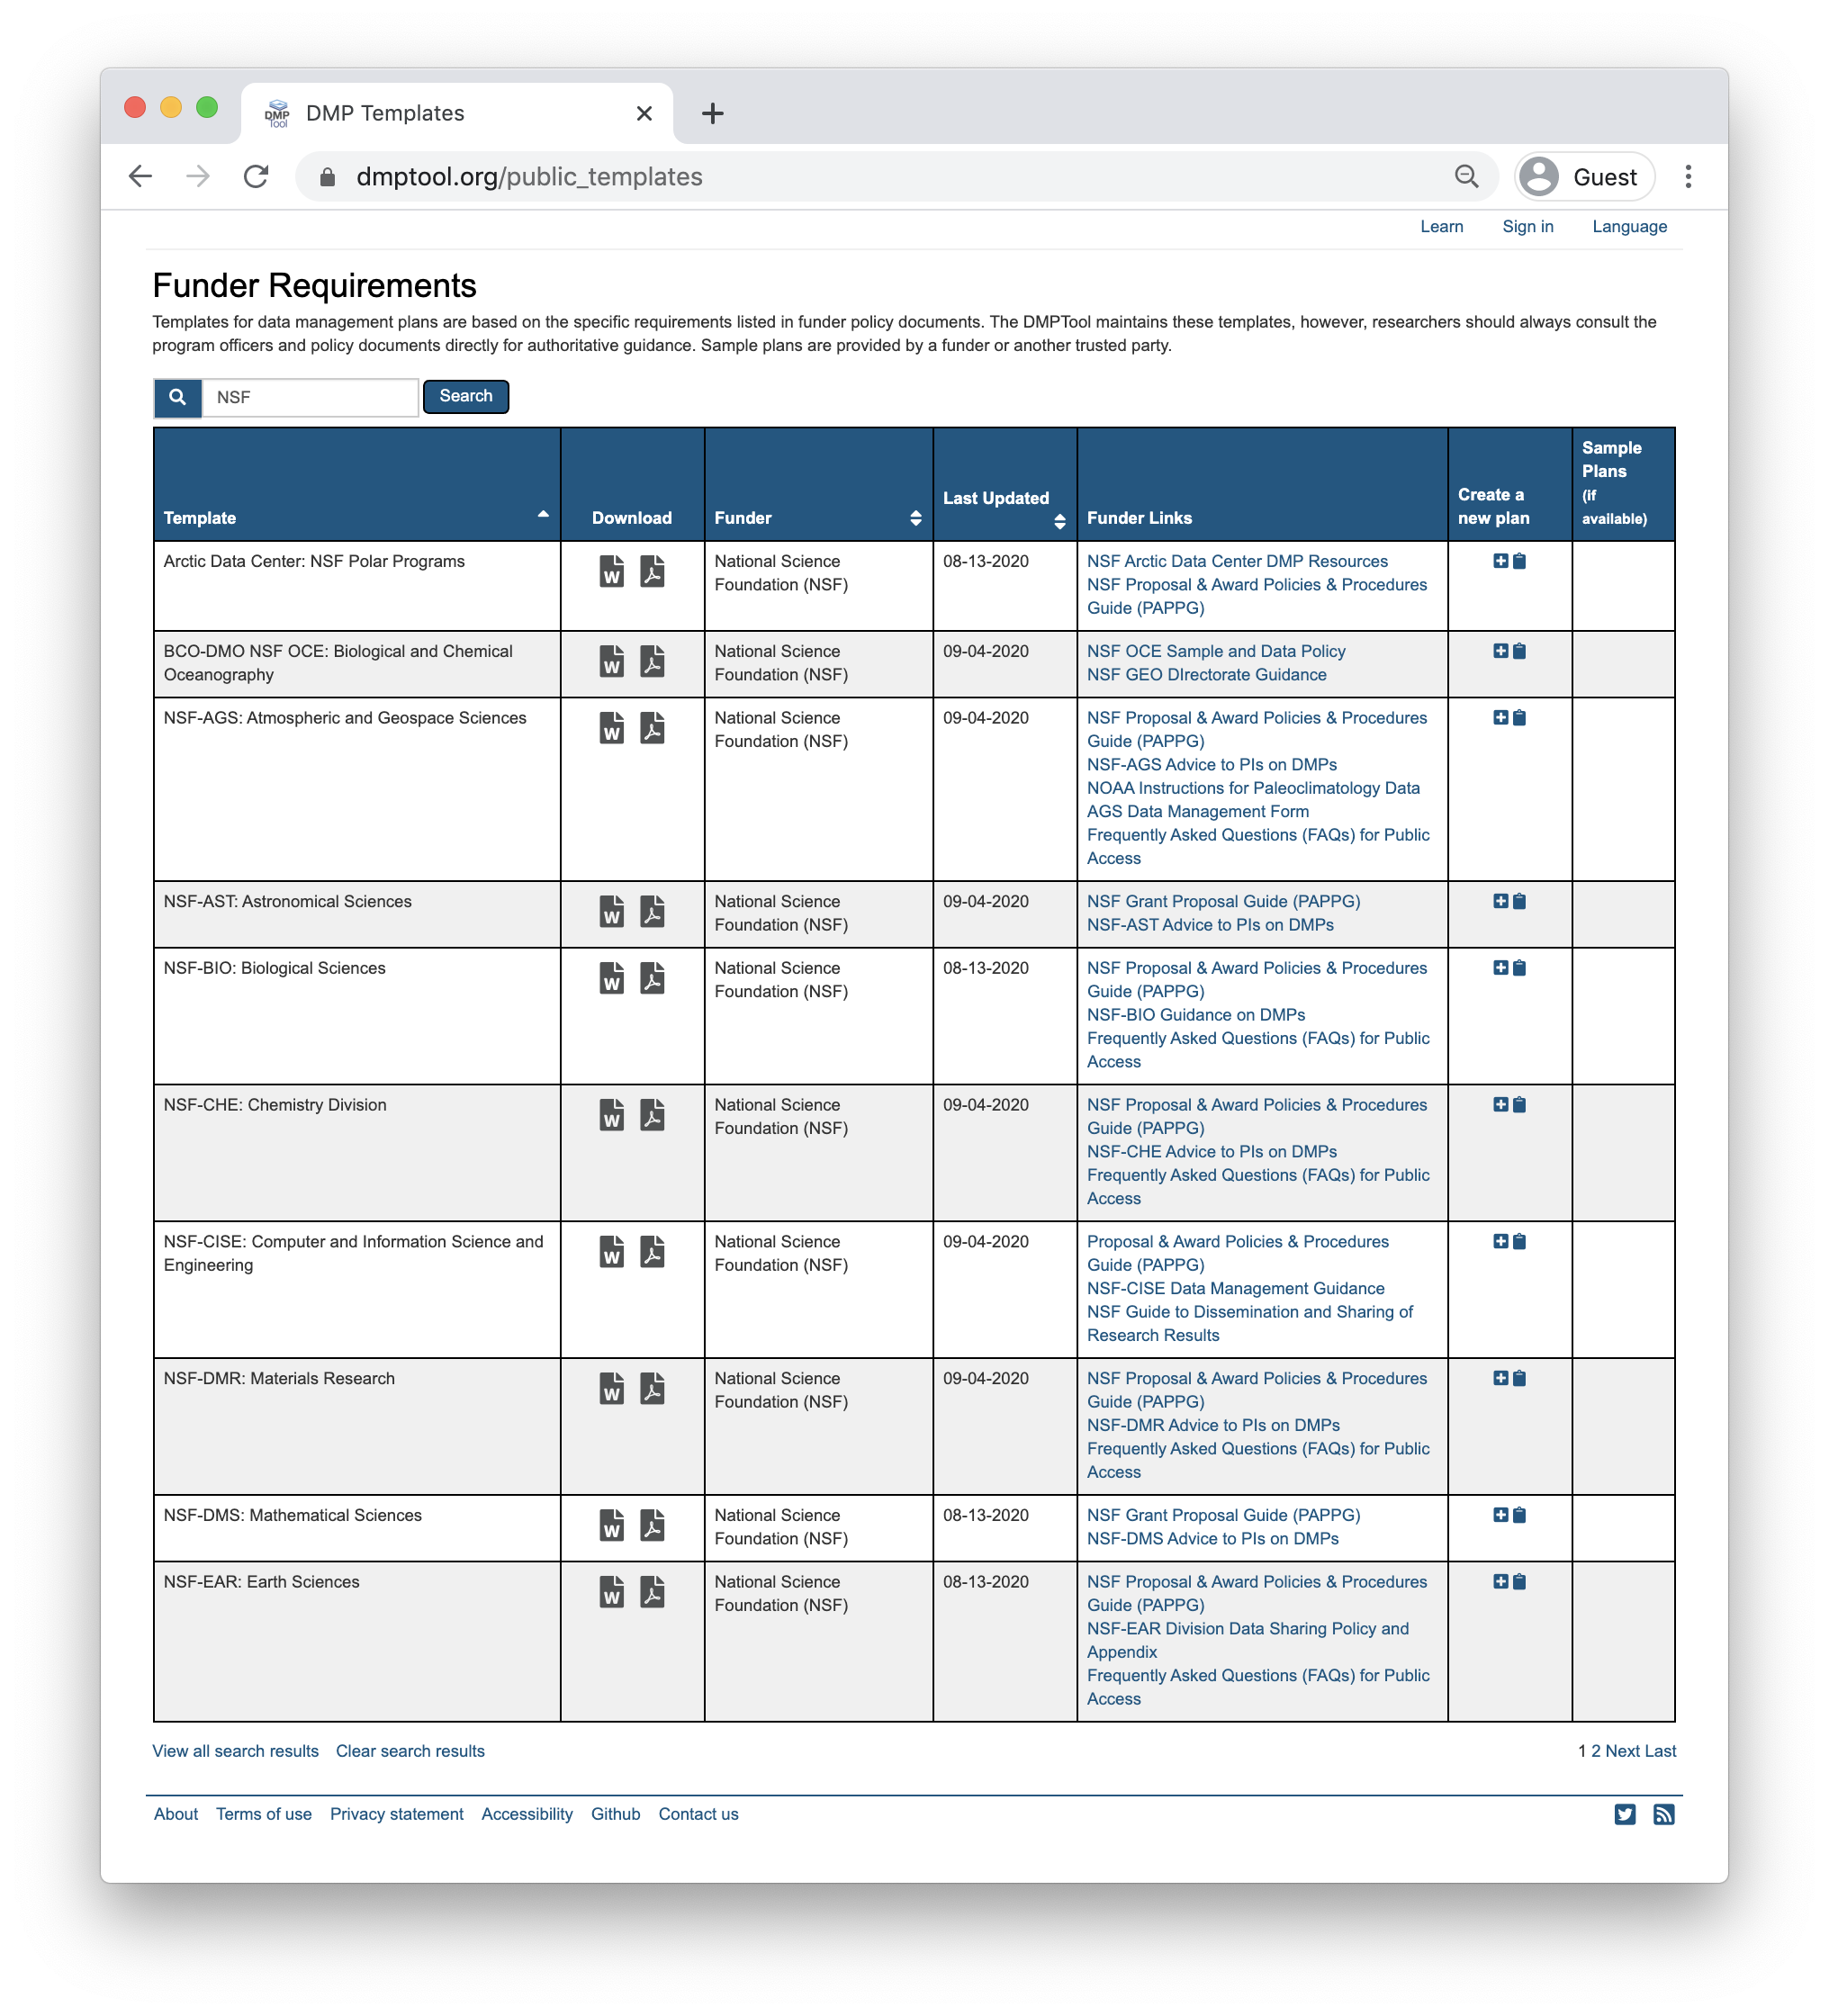 DMP Templates
dmptool.org/public_templates
Guest
Learn Sign in Language
Funder Requirements
Templates for data management plans are based on the specific requirements listed in funder policy documents. The DMPTool maintains these templates, however, researchers should always consult the
program officers and policy documents directly for authoritative guidance. Sample plans are provided by a funder or another trusted party.
NSF Search
Template Download Funder Last Updated Funder Links Create a new plan Sample Plans (if available)
Arctic Data Center: NSF Polar Programs
National Science
Foundation (NSF)
08-13-2020
NSF Arctic Data Center DMP Resources
NSF Proposal & Award Policies & Procedures
Guide (PAPPG)
BCO-DMO NSF OCE: Biological and Chemical
Oceanography
National Science
Foundation (NSF)
09-04-2020
NSF OCE Sample and Data Policy
NSF GEO DIrectorate Guidance
NSF-AGS: Atmospheric and Geospace Sciences
National Science
Foundation (NSF)
09-04-2020
NSF Proposal & Award Policies & Procedures
Guide (PAPPG)
NSF-AGS Advice to PIs on DMPs
NOAA Instructions for Paleoclimatology Data
AGS Data Management Form
Frequently Asked Questions (FAQs) for Public
Access
NSF-AST: Astronomical Sciences
National Science
Foundation (NSF)
09-04-2020
NSF Grant Proposal Guide (PAPPG)
NSF-AST Advice to PIs on DMPs
NSF-BIO: Biological Sciences
National Science
Foundation (NSF)
08-13-2020
NSF Proposal & Award Policies & Procedures
Guide (PAPPG)
NSF-BIO Guidance on DMPs
Frequently Asked Questions (FAQs) for Public
Access
NSF-CHE: Chemistry Division
National Science
Foundation (NSF)
09-04-2020
NSF Proposal & Award Policies & Procedures
Guide (PAPPG)
NSF-CHE Advice to PIs on DMPs
Frequently Asked Questions (FAQs) for Public
Access
NSF-CISE: Computer and Information Science and
Engineering
National Science
Foundation (NSF)
09-04-2020
Proposal & Award Policies & Procedures
Guide (PAPPG)
NSF-CISE Data Management Guidance
NSF Guide to Dissemination and Sharing of
Research Results
NSF-DMR: Materials Research
National Science
Foundation (NSF)
09-04-2020
NSF Proposal & Award Policies & Procedures
Guide (PAPPG)
NSF-DMR Advice to PIs on DMPs
Frequently Asked Questions (FAQs) for Public
Access
NSF-DMS: Mathematical Sciences
National Science
Foundation (NSF)
08-13-2020
NSF Grant Proposal Guide (PAPPG)
NSF-DMS Advice to PIs on DMPs
NSF-EAR: Earth Sciences
National Science
Foundation (NSF)
08-13-2020
NSF Proposal & Award Policies & Procedures
Guide (PAPPG)
NSF-EAR Division Data Sharing Policy and
Appendix
Frequently Asked Questions (FAQs) for Public
Access
View all search results Clear search results 1 2 Next Last
About Terms of use Privacy statement Accessibility Github Contact us